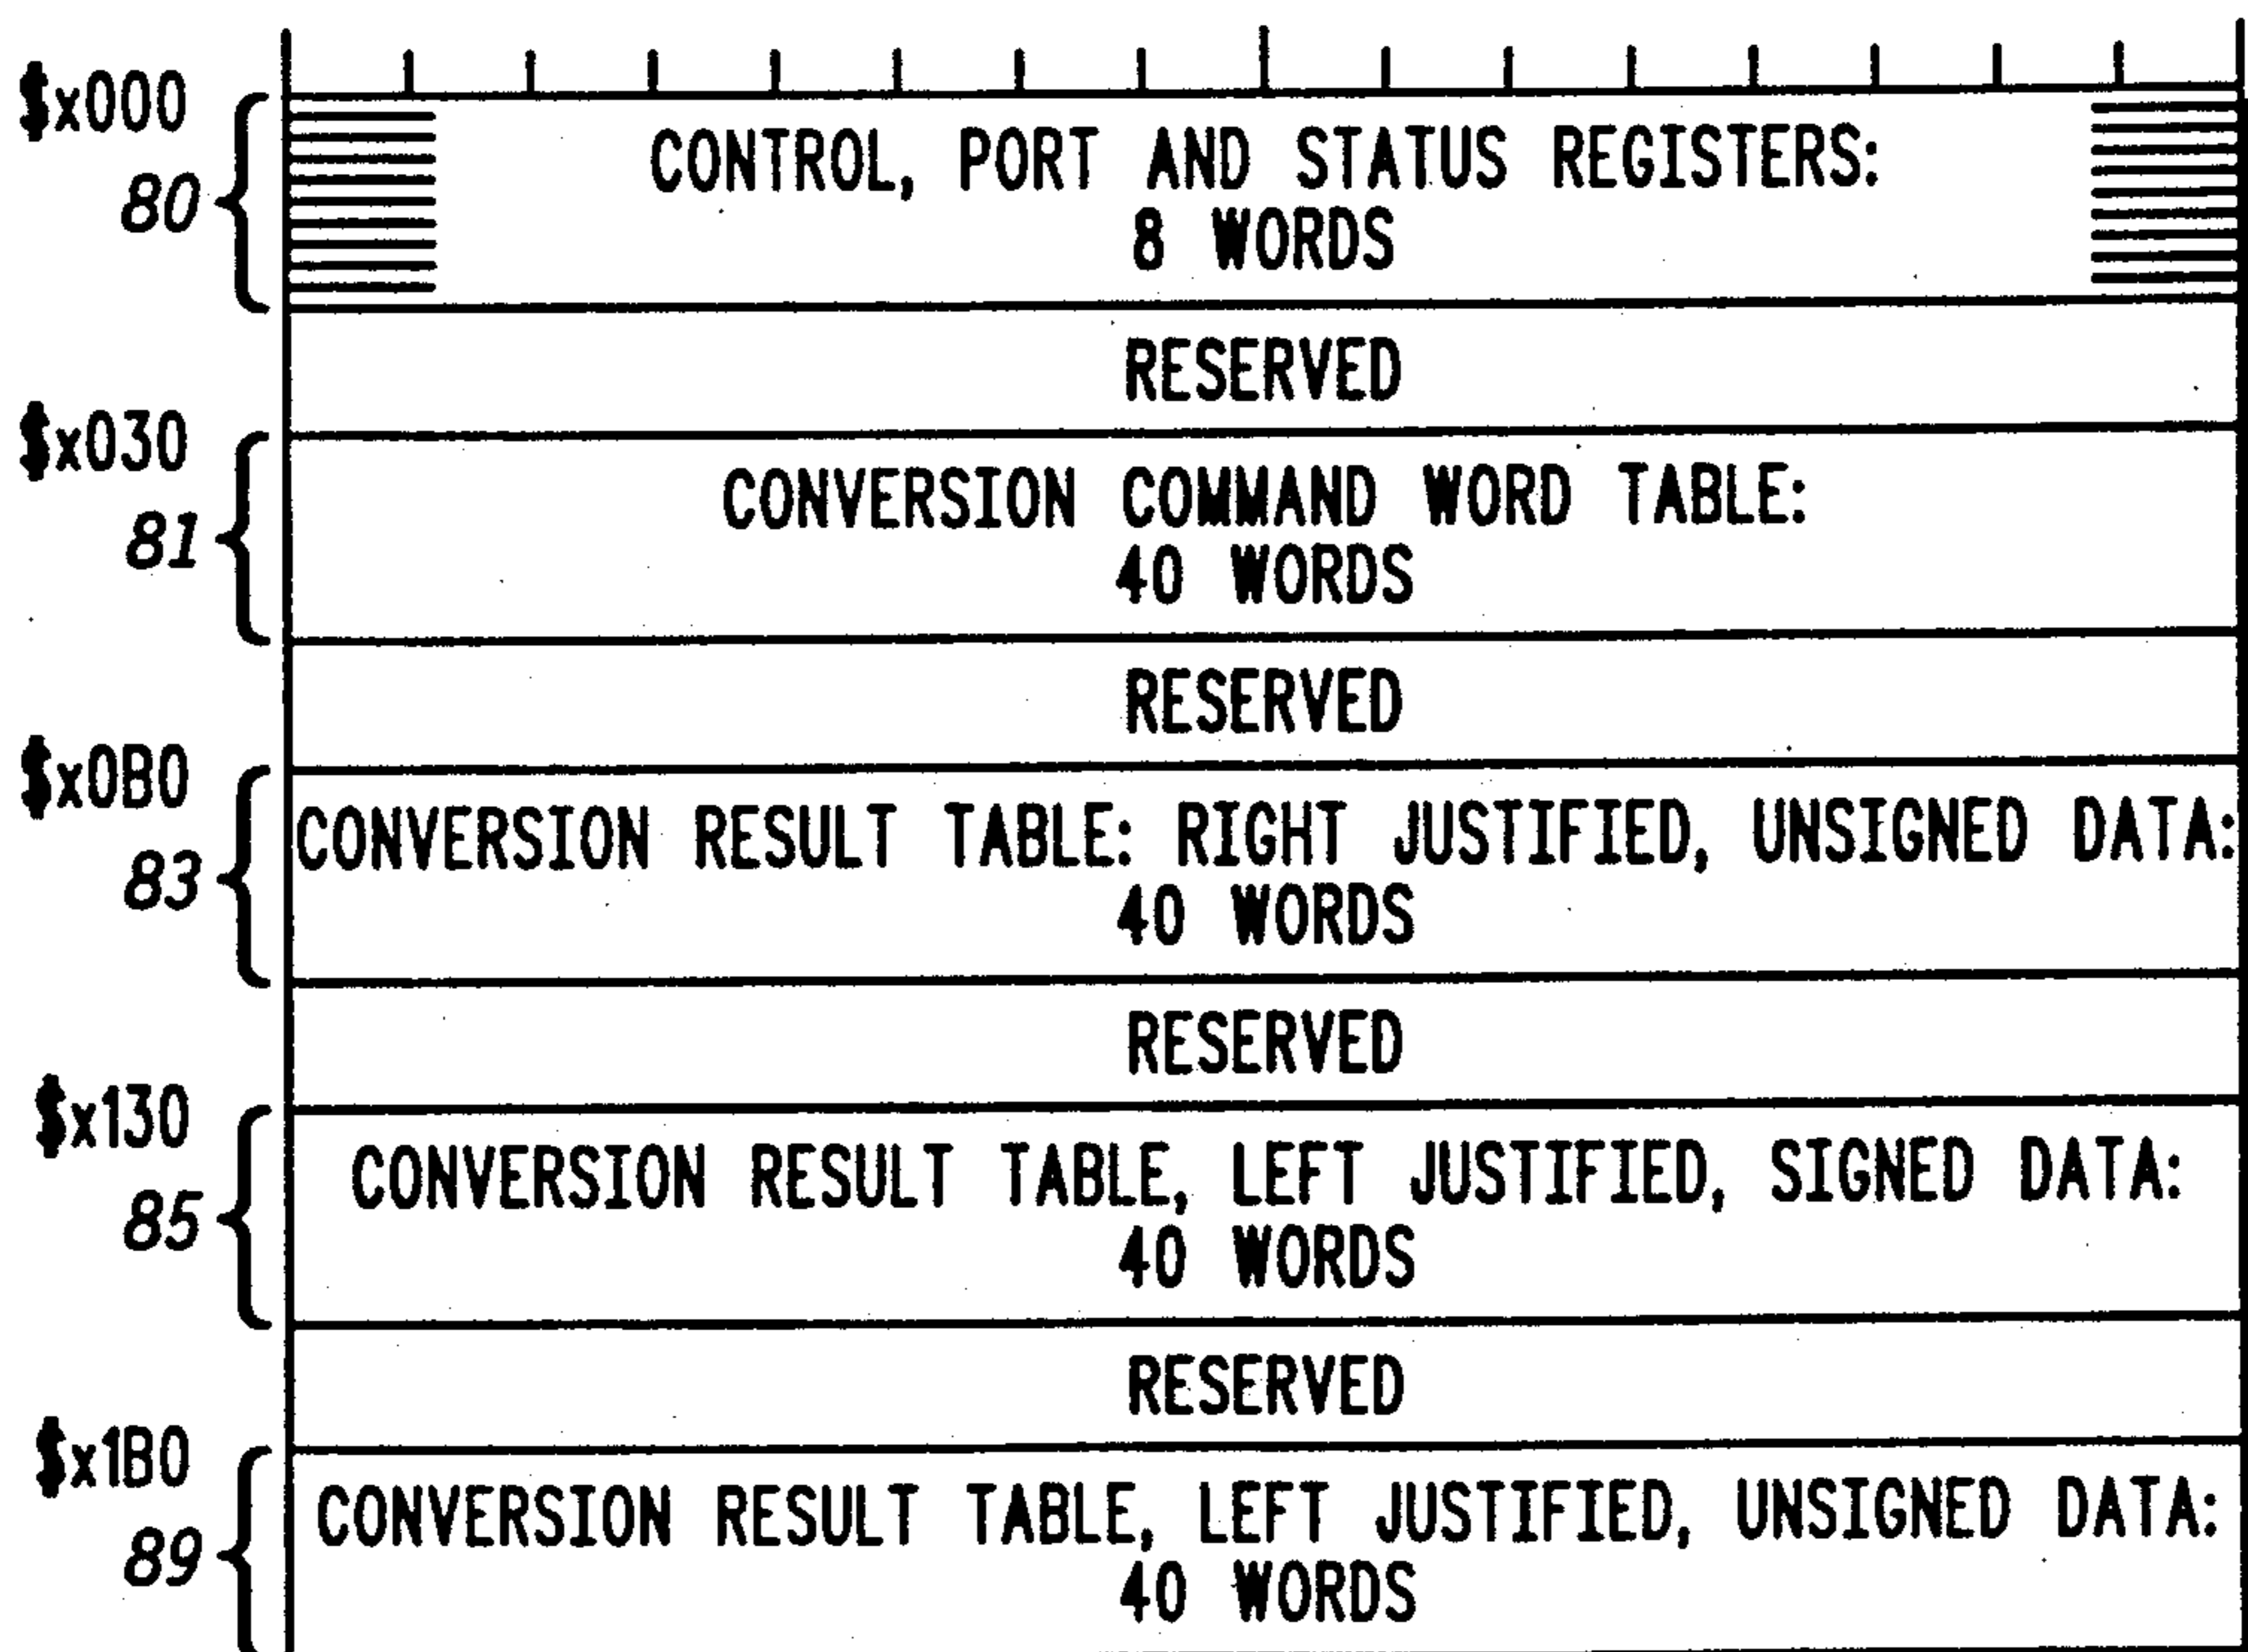 $x000
80
CONTROL, PORT AND STATUS REGISTERS:
8 WORDS
RESERVED
$x030
81
CONVERSION COMMAND WORD TABLE:
40 WORDS
RESERVED
$x0B0
83
CONVERSION RESULT TABLE: RIGHT JUSTIFIED, UNSIGNED DATA:
40 WORDS
RESERVED
$x130
85
CONVERSION RESULT TABLE, LEFT JUSTIFIED, SIGNED DATA:
40 WORDS
RESERVED
$x1B0
89
CONVERSION RESULT TABLE, LEFT JUSTIFIED, UNSIGNED DATA:
40 WORDS